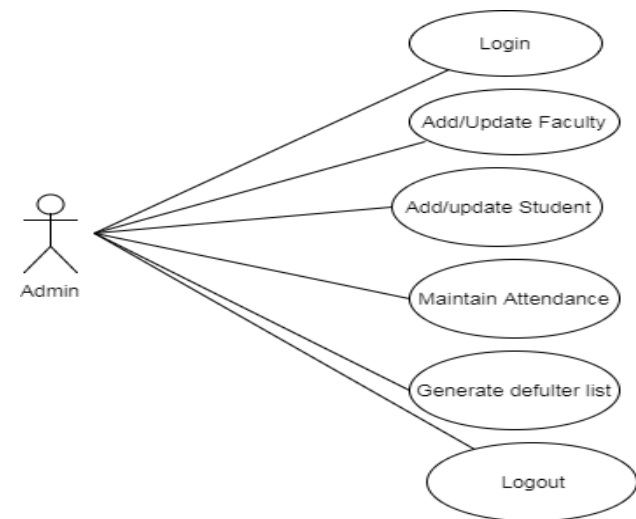 Login
Add/Update Faculty
Add/update Student
Admin
Maintain Attendance
Generate defulter list
Logout